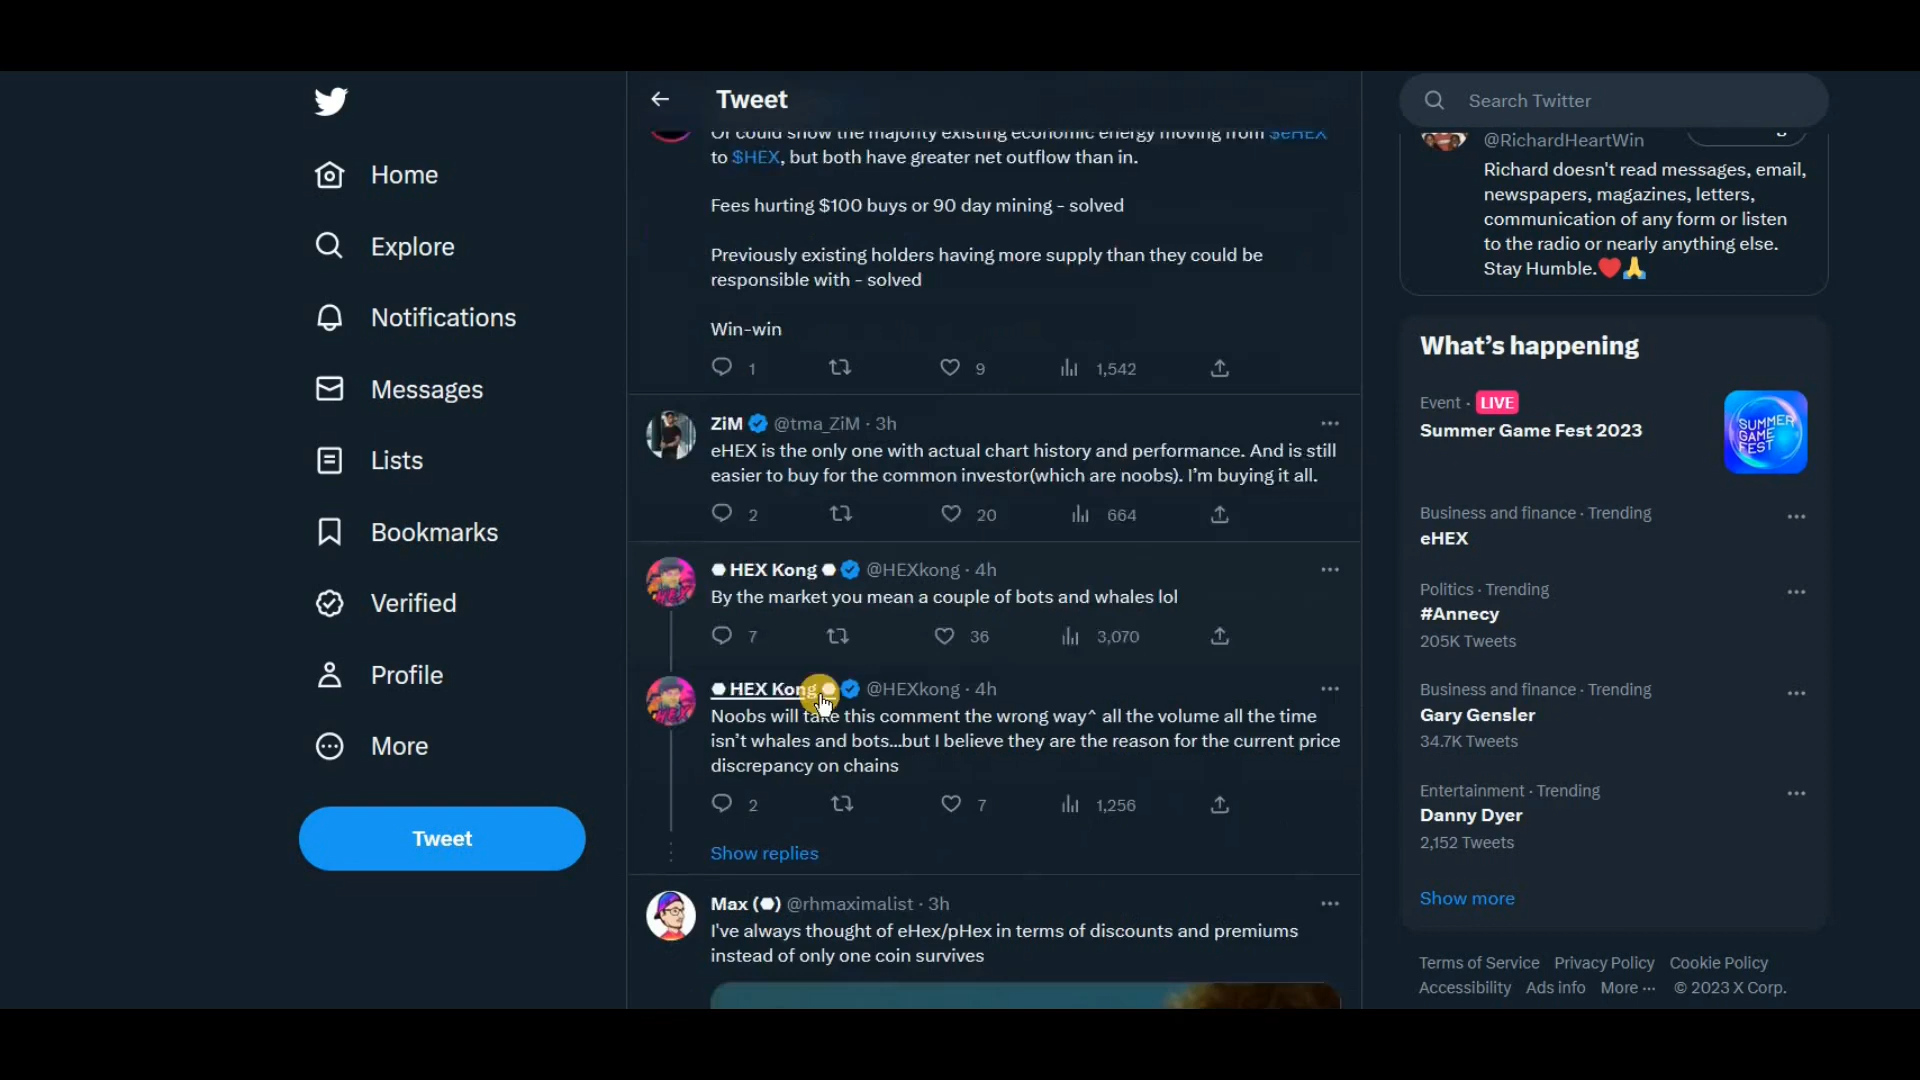 Home
Explore
Notifications
Messages
Lists
Bookmarks
Verified
Profile
More
Tweet
Tweet
Or could show the majority existing economic energy moving from $eHEX
to $HEX, but both have greater net outflow than in.
Fees hurting $100 buys or 90 day mining - solved
Previously existing holders having more supply than they could be
responsible with - solved
Win-win
1 9 1,542
ZiM @tma_ZiM · 3h
eHEX is the only one with actual chart history and performance. And is still
easier to buy for the common investor(which are noobs). I'm buying it all.
2 20 664
HEX Kong @HEXkong · 4h
By the market you mean a couple of bots and whales lol
7 36 3,070
HEX Kong @HEXkong · 4h
Noobs will take this comment the wrong way^ all the volume all the time
isn't whales and bots...but I believe they are the reason for the current price
discrepancy on chains
2 7 1,256
Show replies
Max (⬣) @rhmaximalist · 3h
I've always thought of eHex/pHex in terms of discounts and premiums
instead of only one coin survives
Search Twitter
@RichardHeartWin
Richard doesn't read messages, email,
newspapers, magazines, letters,
communication of any form or listen
to the radio or nearly anything else.
Stay Humble.❤️🙏
What's happening
Event · LIVE
Summer Game Fest 2023
SUMMER
GAME
FEST
Business and finance · Trending
eHEX
Politics · Trending
#Annecy
205K Tweets
Business and finance · Trending
Gary Gensler
34.7K Tweets
Entertainment · Trending
Danny Dyer
2,152 Tweets
Show more
Terms of Service Privacy Policy Cookie Policy
Accessibility Ads info More ··· © 2023 X Corp.